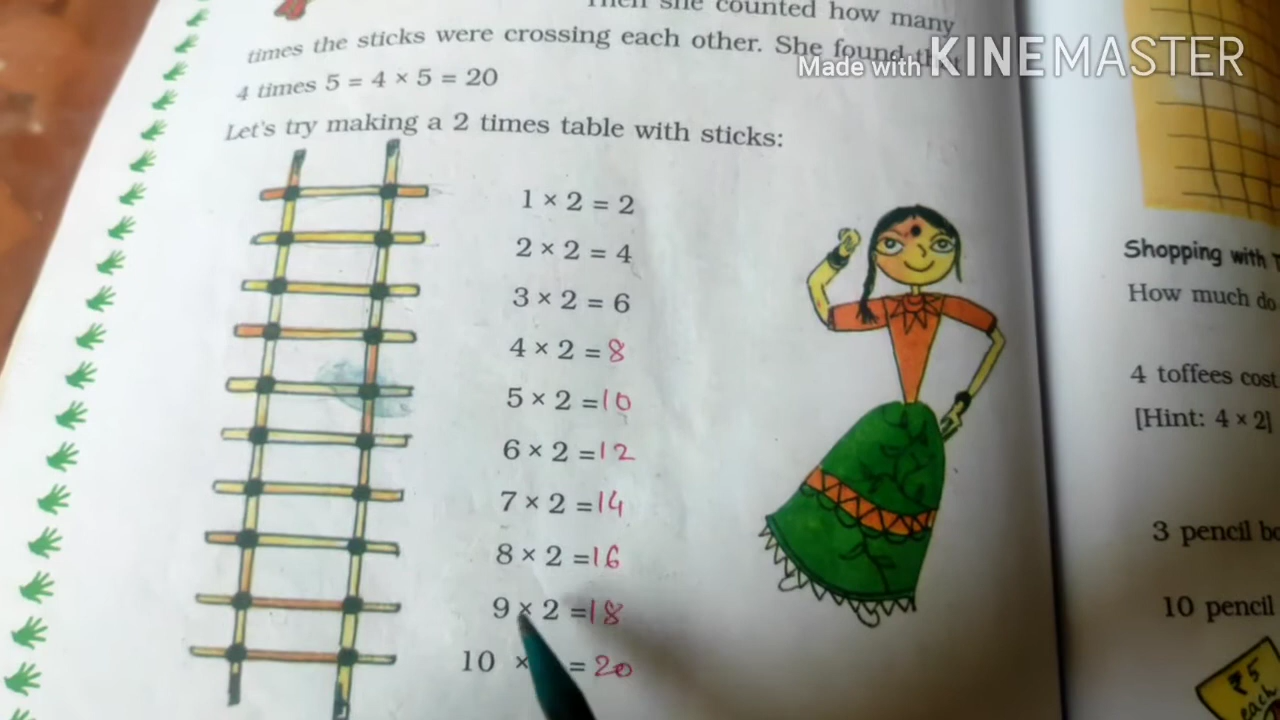 Then she counted how many
times the sticks were crossing each other. She found
Made with KINEMASTER
4 times 5 = 4 × 5 = 20
Let's try making a 2 times table with sticks:
1 × 2 = 2
2 × 2 = 4
3 × 2 = 6
4 × 2 = 8
5 × 2 = 10
6 × 2 = 12
7 × 2 = 14
8 × 2 = 16
9 × 2 = 18
10 × = 20
Shopping with
How much do
4 toffees cost
[Hint: 4 × 2]
3 pencil
10 pencil
₹5
each